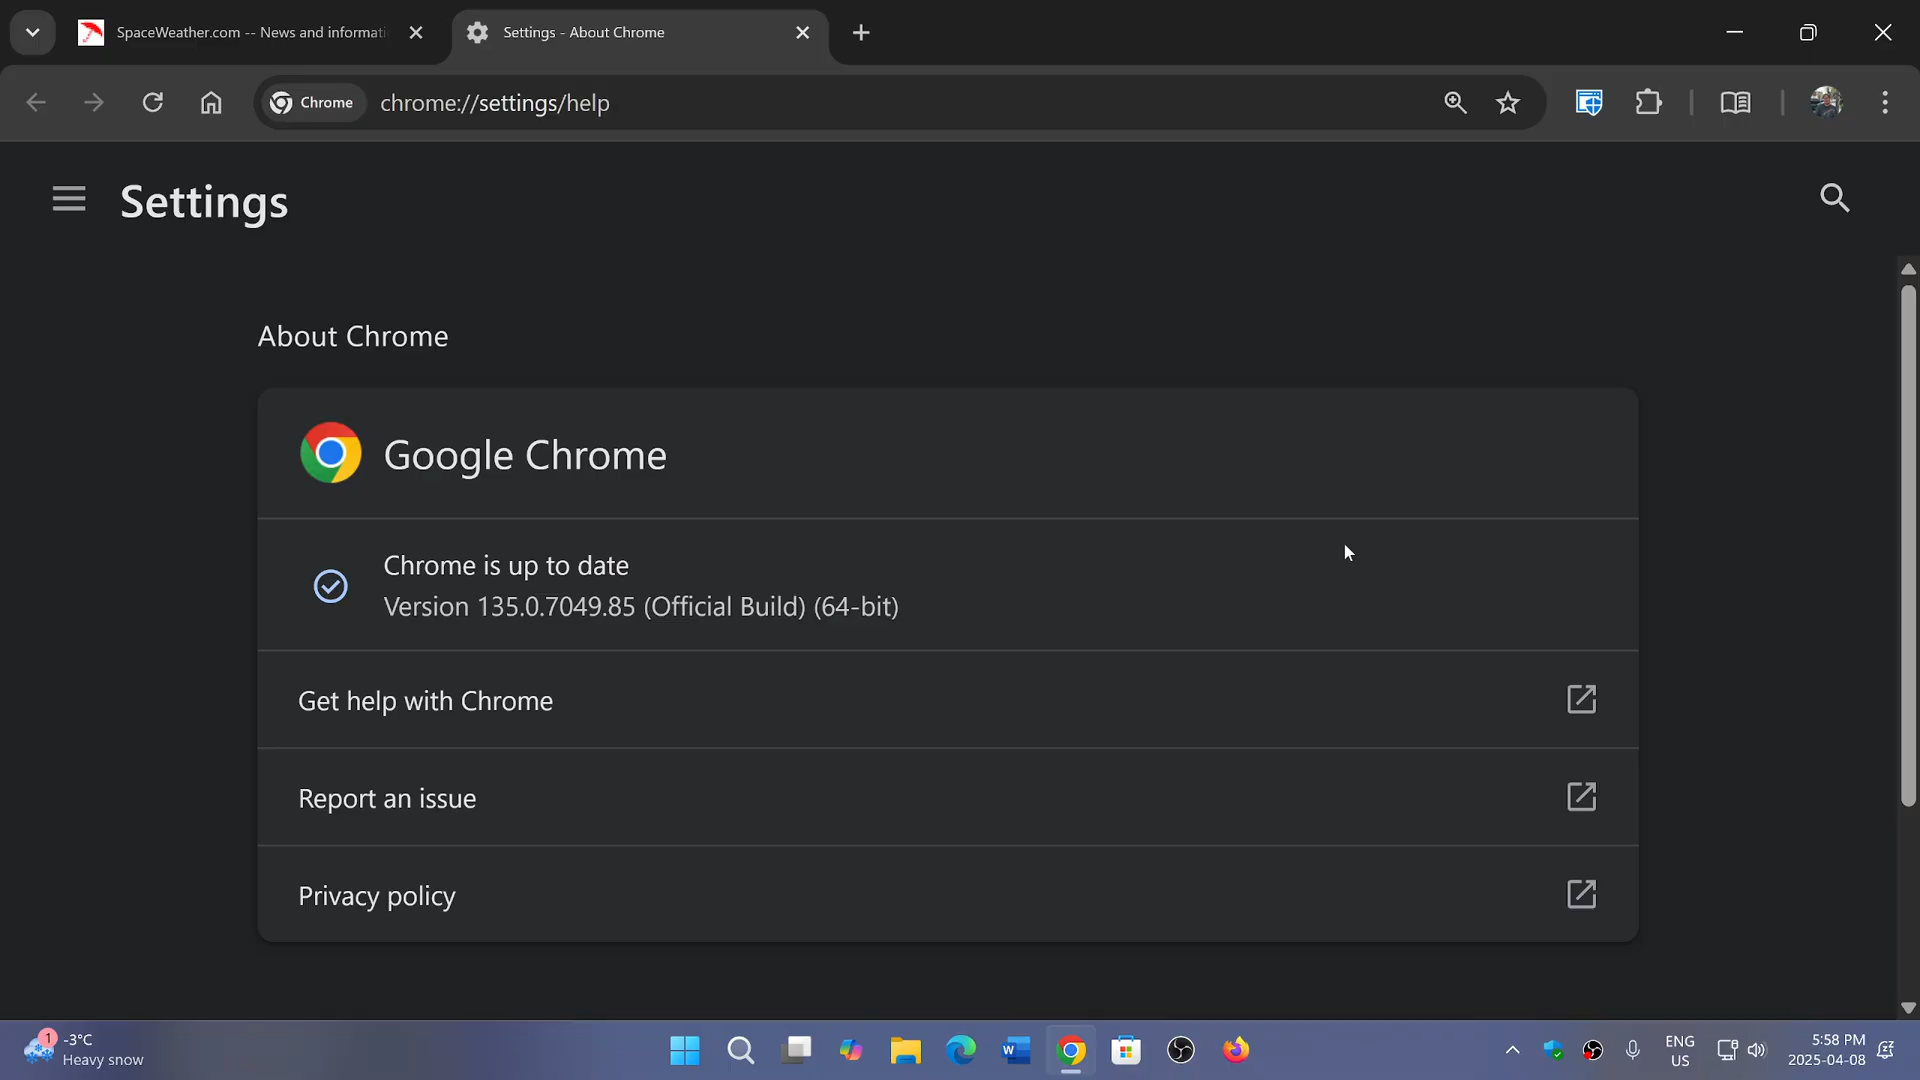 SpaceWeather.com -- News and informati
Settings - About Chrome
Chrome
chrome://settings/help
Settings
About Chrome
Google Chrome
Chrome is up to date
Version 135.0.7049.85 (Official Build) (64-bit)
Get help with Chrome
Report an issue
Privacy policy
1
-3°C
Heavy snow
W
ENG
US
5:58 PM
2025-04-08